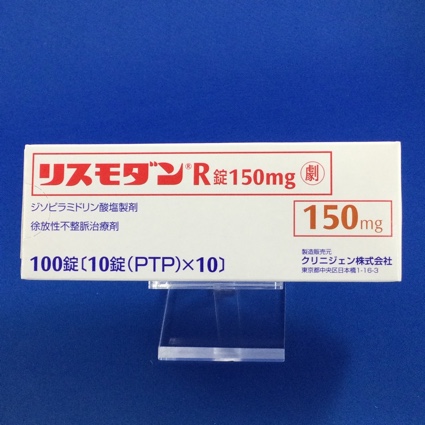 リスモダン®R錠150mg 劇
ジソピラミドリン酸塩製剤
徐放性不整脈治療剤
150mg
100錠〔10錠(PTP)×10〕
製造販売元
クリニジェン株式会社
東京都中央区日本橋1-16-3